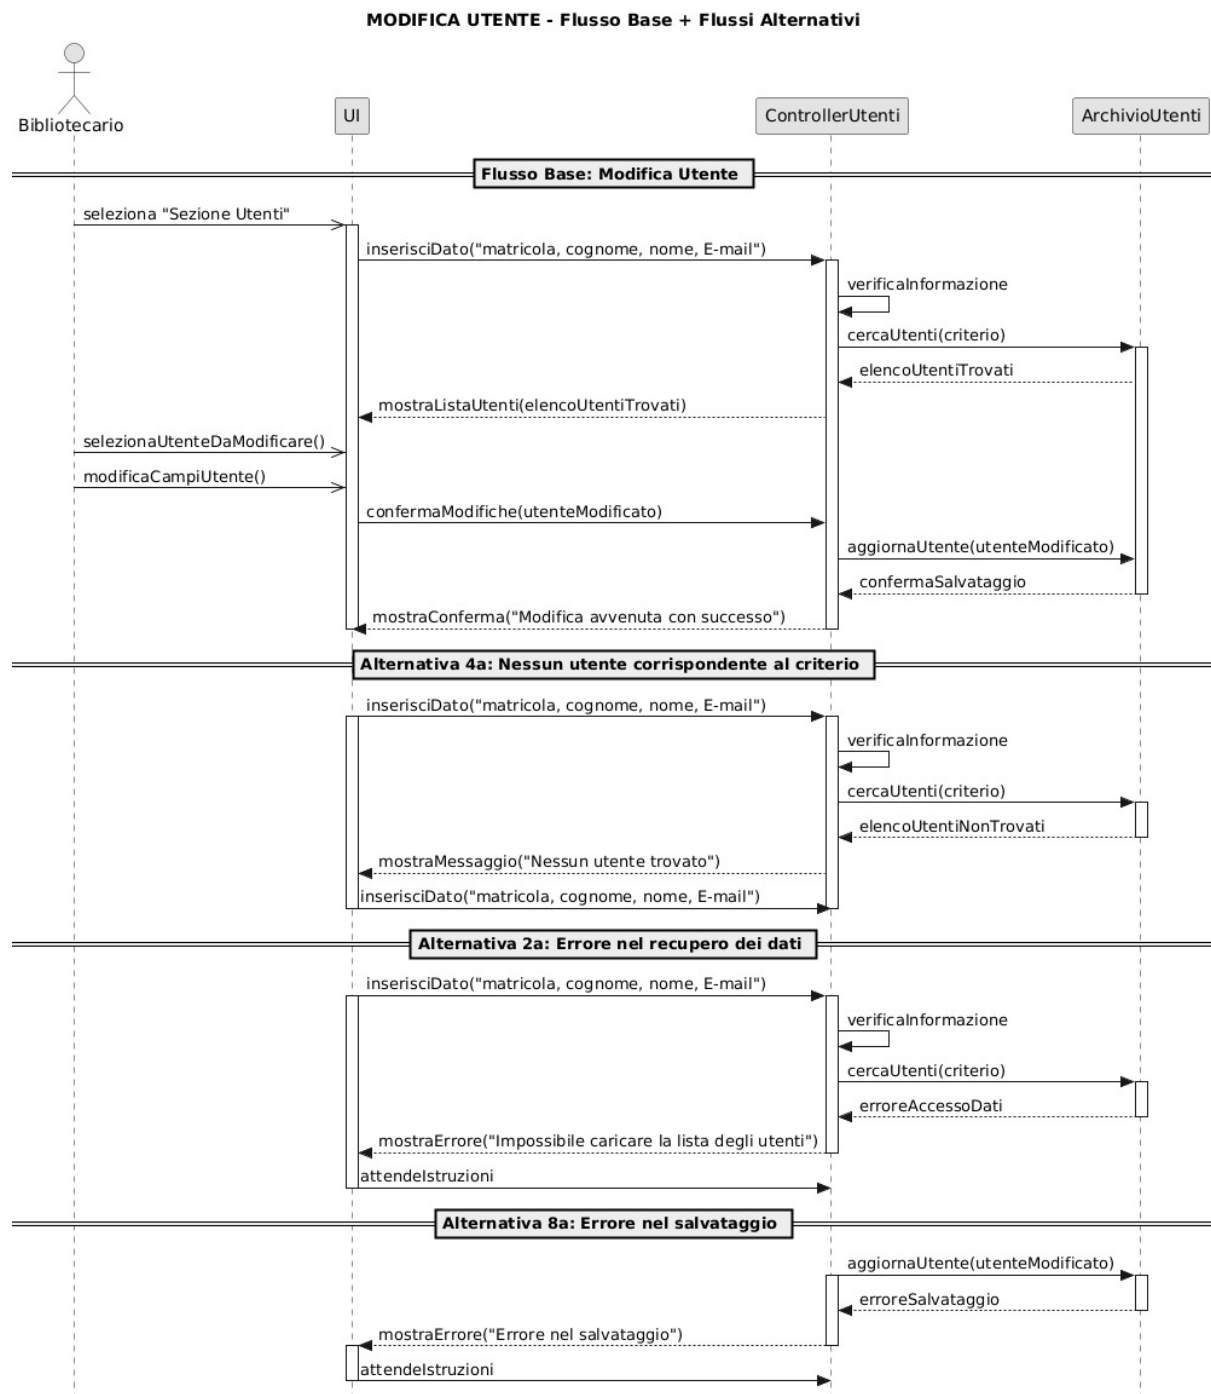 MODIFICA UTENTE - Flusso Base + Flussi Alternativi
Bibliotecario
UI
ControllerUtenti
ArchivioUtenti
Flusso Base: Modifica Utente
seleziona "Sezione Utenti"
inserisciDato("matricola, cognome, nome, E-mail")
verificaInformazione
cercaUtenti(criterio)
elencoUtentiTrovati
mostraListaUtenti(elencoUtentiTrovati)
selezionaUtenteDaModificare()
modificaCampiUtente()
confermaModifiche(utenteModificato)
aggiornaUtente(utenteModificato)
confermaSalvataggio
mostraConferma("Modifica avvenuta con successo")
Alternativa 4a: Nessun utente corrispondente al criterio
inserisciDato("matricola, cognome, nome, E-mail")
verificaInformazione
cercaUtenti(criterio)
elencoUtentiNonTrovati
mostraMessaggio("Nessun utente trovato")
inserisciDato("matricola, cognome, nome, E-mail")
Alternativa 2a: Errore nel recupero dei dati
inserisciDato("matricola, cognome, nome, E-mail")
verificaInformazione
cercaUtenti(criterio)
erroreAccessoDati
mostraErrore("Impossibile caricare la lista degli utenti")
attendeIstruzioni
Alternativa 8a: Errore nel salvataggio
aggiornaUtente(utenteModificato)
erroreSalvataggio
mostraErrore("Errore nel salvataggio")
attendeIstruzioni